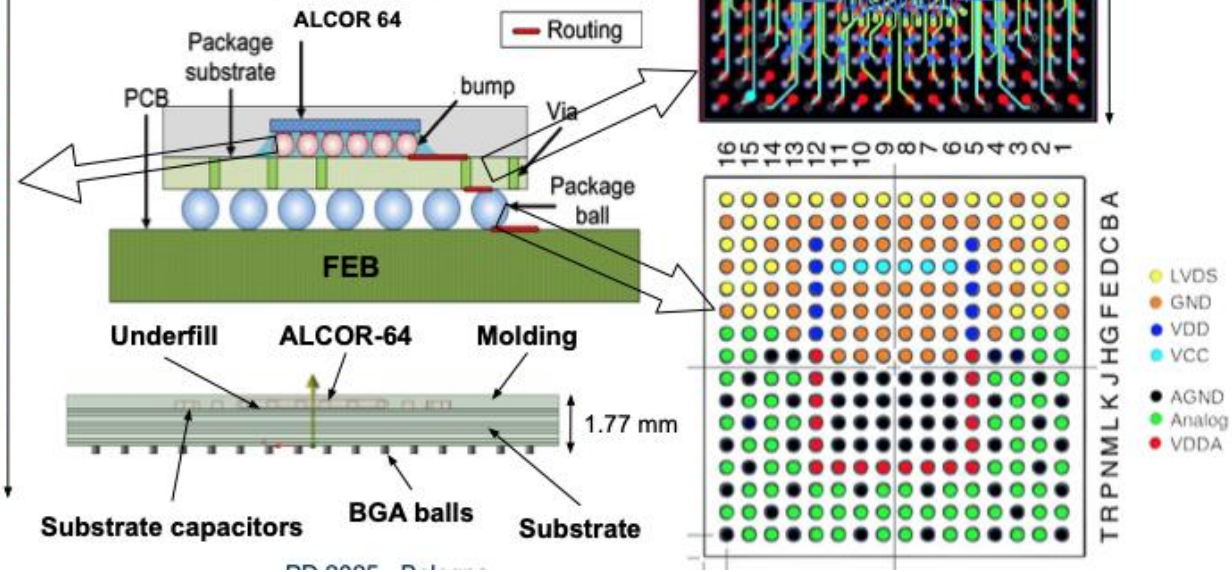 ALCOR 64
Routing
Package
substrate
bump
PCB
Via
Package
ball
FEB
Underfill
ALCOR-64
Molding
1.77 mm
Substrate capacitors
BGA balls
Substrate
16 15 14 13 12 11 10 9 8 7 6 5 4 3 2 1
A
B
C
D
E
F
G
H
J
K
L
M
N
P
R
T
LVDS
GND
VDD
VCC
AGND
Analog
VDDA